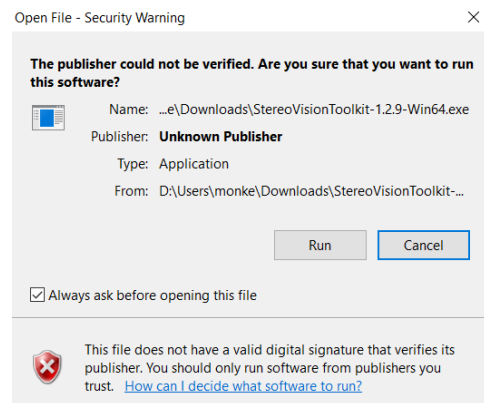 Open File - Security Warning
The publisher could not be verified. Are you sure that you want to run
this software?
Name: ...e\Downloads\StereoVisionToolkit-1.2.9-Win64.exe
Publisher: Unknown Publisher
Type: Application
From: D:\Users\monke\Downloads\StereoVisionToolkit-...
Run Cancel
Always ask before opening this file
This file does not have a valid digital signature that verifies its
publisher. You should only run software from publishers you
trust. How can I decide what software to run?